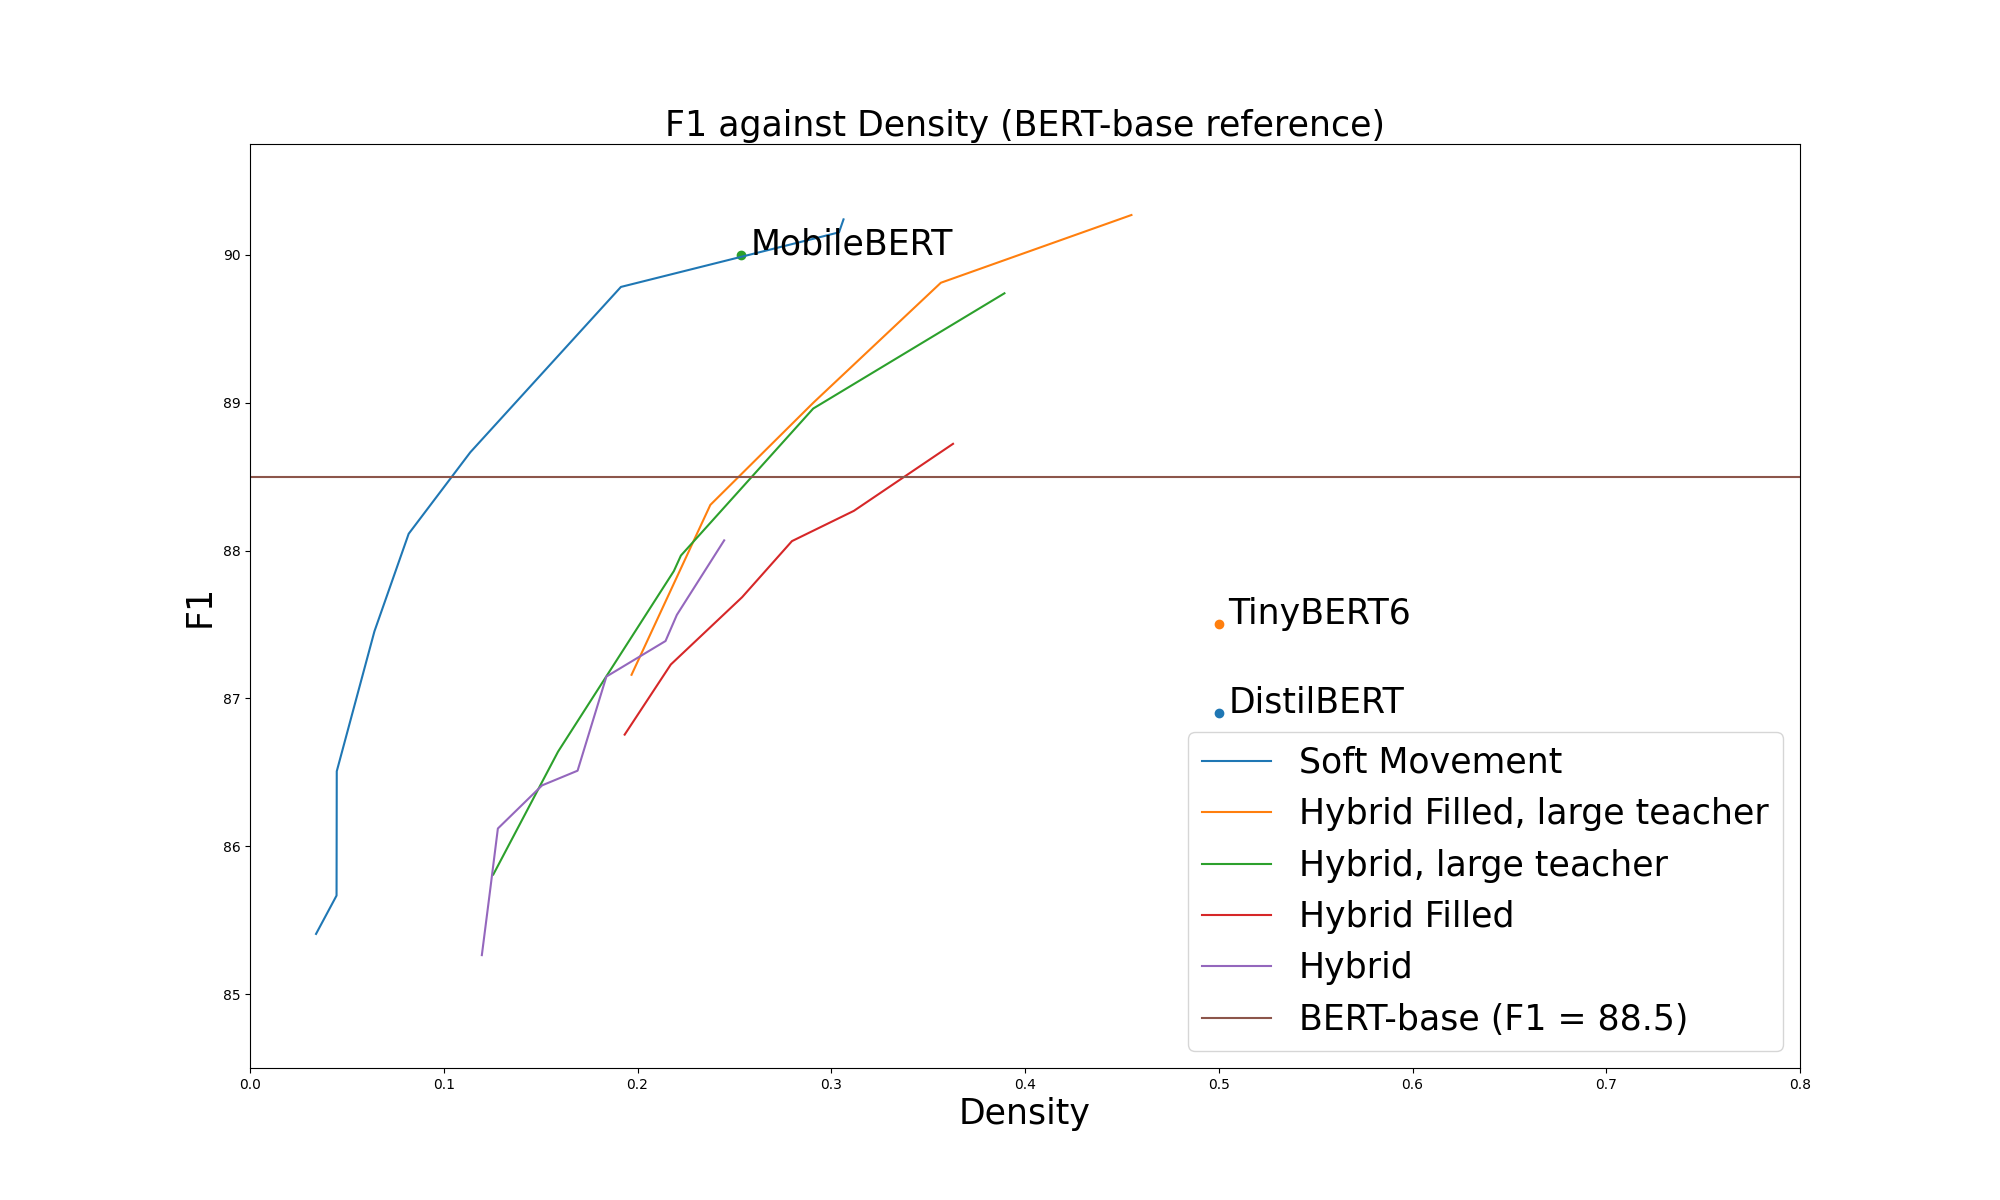 F1 against Density (BERT-base reference)
90
89
88
87
86
85
F1
MobileBERT
TinyBERT6
DistilBERT
Soft Movement
Hybrid Filled, large teacher
Hybrid, large teacher
Hybrid Filled
Hybrid
BERT-base (F1 = 88.5)
0.0 0.1 0.2 0.3 0.4 0.5 0.6 0.7 0.8
Density